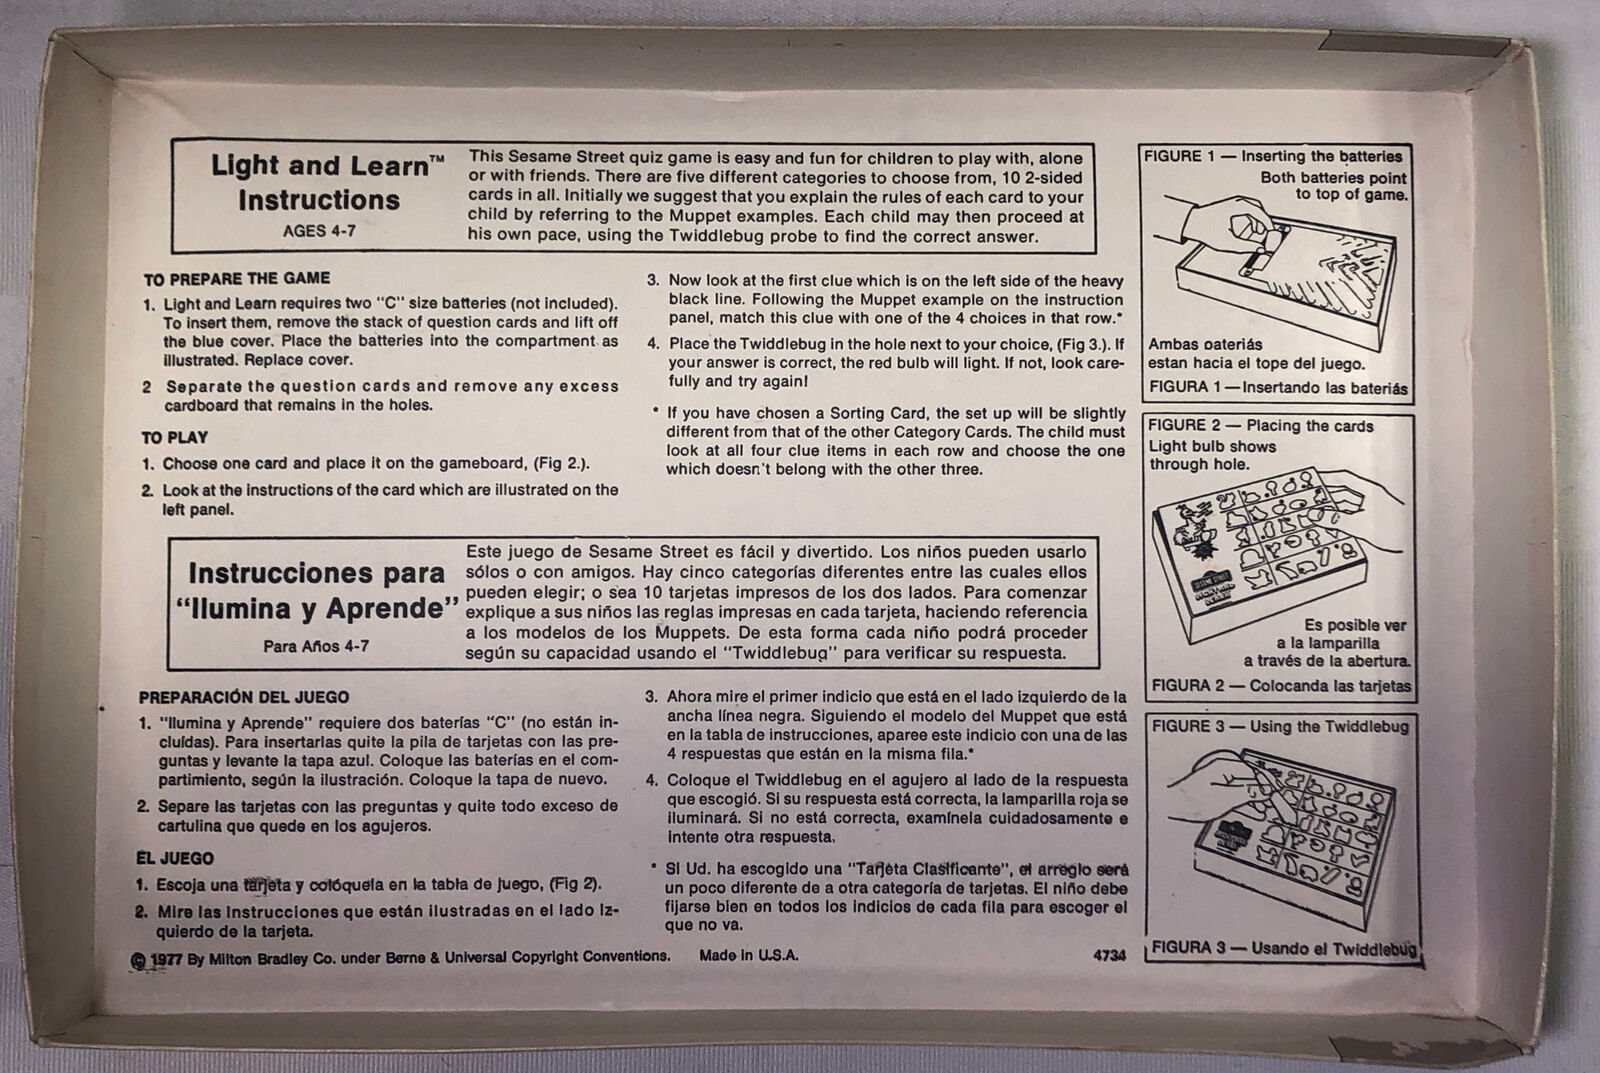 Light and Learn™
Instructions
AGES 4-7
This Sesame Street quiz game is easy and fun for children to play with, alone
or with friends. There are five different categories to choose from, 10 2-sided
cards in all. Initially we suggest that you explain the rules of each card to your
child by referring to the Muppet examples. Each child may then proceed at
his own pace, using the Twiddlebug probe to find the correct answer.
TO PREPARE THE GAME
1. Light and Learn requires two "C" size batteries (not included).
To insert them, remove the stack of question cards and lift off
the blue cover. Place the batteries into the compartment as
illustrated. Replace cover.
2 Separate the question cards and remove any excess
cardboard that remains in the holes.
TO PLAY
1. Choose one card and place it on the gameboard, (Fig 2.).
2. Look at the instructions of the card which are illustrated on the
left panel.
3. Now look at the first clue which is on the left side of the heavy
black line. Following the Muppet example on the instruction
panel, match this clue with one of the 4 choices in that row.*
4. Place the Twiddlebug in the hole next to your choice, (Fig 3.). If
your answer is correct, the red bulb will light. If not, look care-
fully and try again!
* If you have chosen a Sorting Card, the set up will be slightly
different from that of the other Category Cards. The child must
look at all four clue items in each row and choose the one
which doesn't belong with the other three.
Instrucciones para
"Ilumina y Aprende"
Para Años 4-7
Este juego de Sesame Street es fácil y divertido. Los niños pueden usarlo
sólos o con amigos. Hay cinco categorías diferentes entre las cuales ellos
pueden elegir; o sea 10 tarjetas impresos de los dos lados. Para comenzar
explique a sus niños las reglas impresas en cada tarjeta, haciendo referencia
a los modelos de los Muppets. De esta forma cada niño podrá proceder
según su capacidad usando el "Twiddlebug" para verificar su respuesta.
PREPARACIÓN DEL JUEGO
1. "Ilumina y Aprende" requiere dos baterías "C" (no están in-
cluídas). Para insertarlas quite la pila de tarjetas con las pre-
guntas y levante la tapa azul. Coloque las baterías en el com-
partimiento, según la ilustración. Coloque la tapa de nuevo.
2. Separe las tarjetas con las preguntas y quite todo exceso de
cartulina que quede en los agujeros.
EL JUEGO
1. Escoja una tarjeta y colóquela en la tabla de juego, (Fig 2).
2. Mire las instrucciones que están ilustradas en el lado iz-
quierdo de la tarjeta.
3. Ahora mire el primer indicio que está en el lado izquierdo de la
ancha línea negra. Siguiendo el modelo del Muppet que está
en la tabla de instrucciones, aparee este indicio con una de las
4 respuestas que están en la misma fila.*
4. Coloque el Twiddlebug en el agujero al lado de la respuesta
que escogió. Si su respuesta está correcta, la lamparilla roja se
iluminará. Si no está correcta, examínela cuidadosamente e
intente otra respuesta.
* Si Ud. ha escogido una "Tarjeta Clasificante", el arreglo será
un poco diferente de a otra categoría de tarjetas. El niño debe
fijarse bien en todos los indicios de cada fila para escoger el
que no va.
© 1977 By Milton Bradley Co. under Berne & Universal Copyright Conventions. Made in U.S.A. 4734
FIGURE 1 — Inserting the batteries
Both batteries point
to top of game.
Ambas oateriás
estan hacia el tope del juego.
FIGURA 1 — Insertando las bateriás
FIGURE 2 — Placing the cards
Light bulb shows
through hole.
SESAME STREET
Es posible ver
a la lamparilla
a través de la abertura.
FIGURA 2 — Colocanda las tarjetas
FIGURE 3 — Using the Twiddlebug
FIGURA 3 — Usando el Twiddlebug